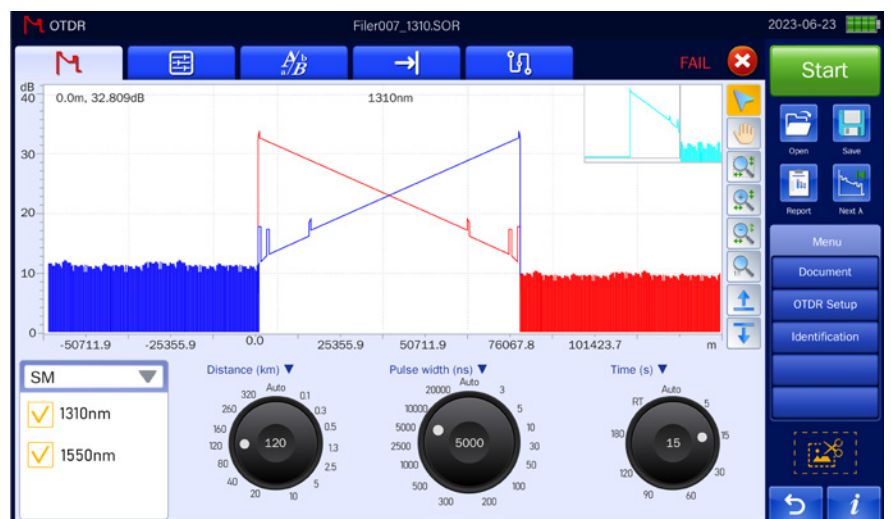 OTDR
Filer007_1310.SOR
2023-06-23
FAIL
Start
dB
40
0.0m, 32.809dB
1310nm
30
20
10
0
-50711.9 -25355.9 0.0 25355.9 50711.9 76067.8 101423.7 m
Open Save
Report Next λ
Menu
Document
OTDR Setup
Identification
SM
1310nm
1550nm
Distance (km) ▼
Auto 0.1 0.3 0.5 1.3 2.5 5 10 20 40 80 120 160 260 320
120
Pulse width (ns) ▼
Auto 3 5 10 30 50 100 200 300 500 1000 2500 5000 10000 20000
5000
Time (s) ▼
Auto 5 15 30 60 90 120 180 RT
15